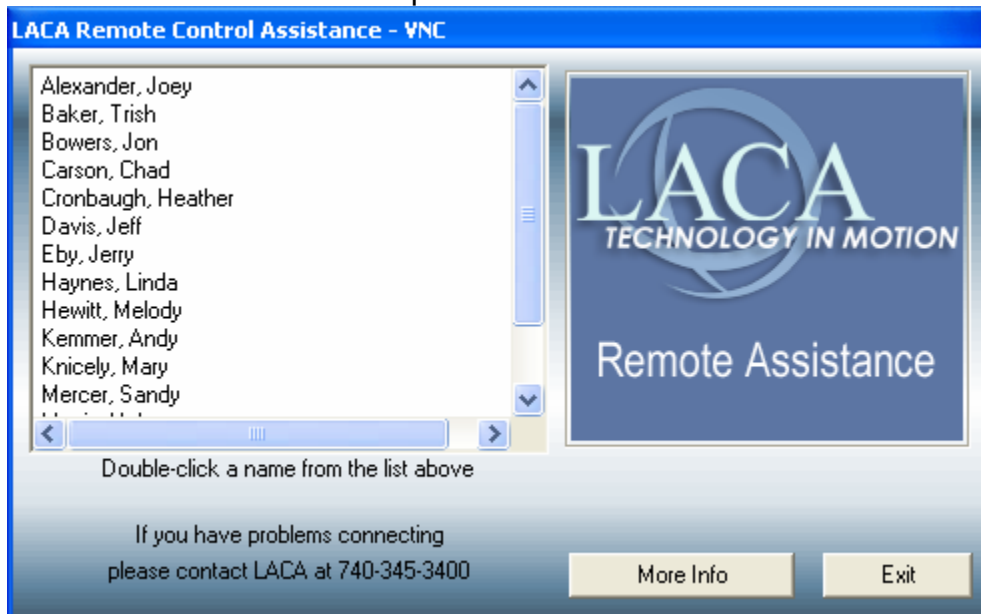 LACA Remote Control Assistance - VNC
Alexander, Joey
Baker, Trish
Bowers, Jon
Carson, Chad
Cronbaugh, Heather
Davis, Jeff
Eby, Jerry
Haynes, Linda
Hewitt, Melody
Kemmer, Andy
Knicely, Mary
Mercer, Sandy
LACA
TECHNOLOGY IN MOTION
Remote Assistance
Double-click a name from the list above
If you have problems connecting
please contact LACA at 740-345-3400
More Info
Exit